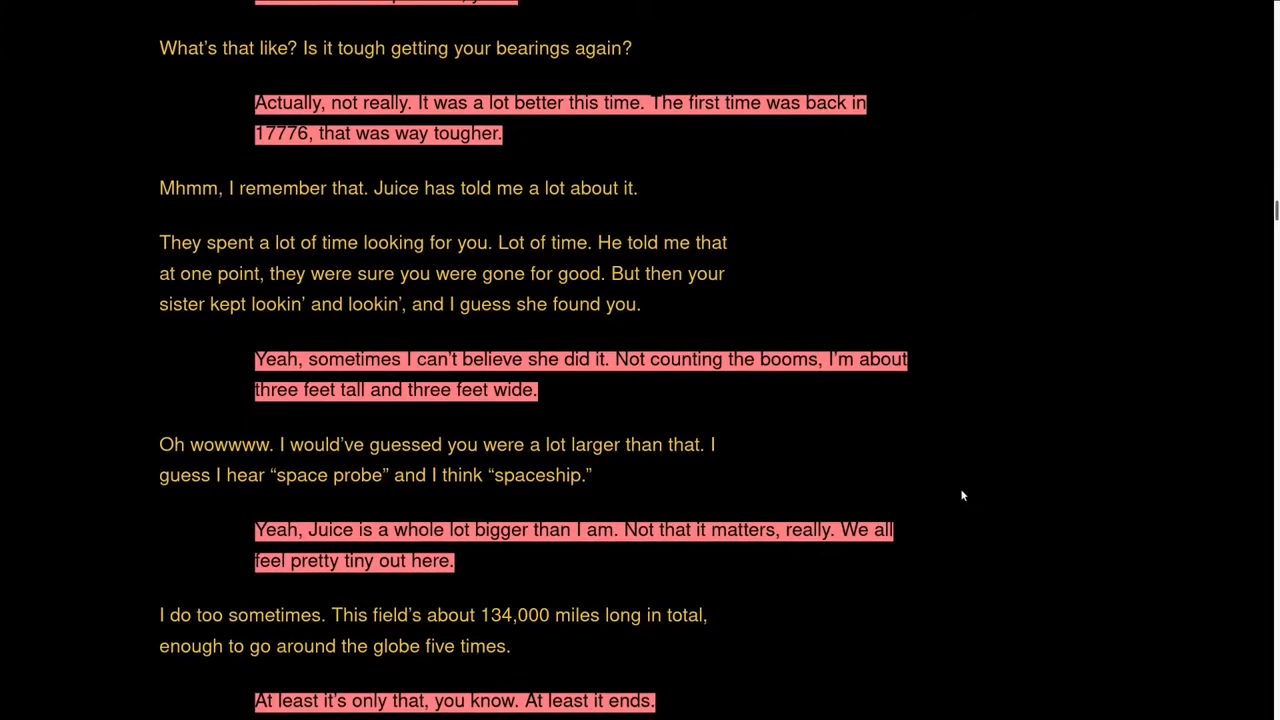 What's that like? Is it tough getting your bearings again?
Actually, not really. It was a lot better this time. The first time was back in
17776, that was way tougher.
Mhmm, I remember that. Juice has told me a lot about it.
They spent a lot of time looking for you. Lot of time. He told me that
at one point, they were sure you were gone for good. But then your
sister kept lookin’ and lookin’, and I guess she found you.
Yeah, sometimes I can’t believe she did it. Not counting the booms, I’m about
three feet tall and three feet wide.
Oh wowwww. I would’ve guessed you were a lot larger than that. I
guess I hear “space probe” and I think “spaceship.”
Yeah, Juice is a whole lot bigger than I am. Not that it matters, really. We all
feel pretty tiny out here.
I do too sometimes. This field’s about 134,000 miles long in total,
enough to go around the globe five times.
At least it’s only that, you know. At least it ends.